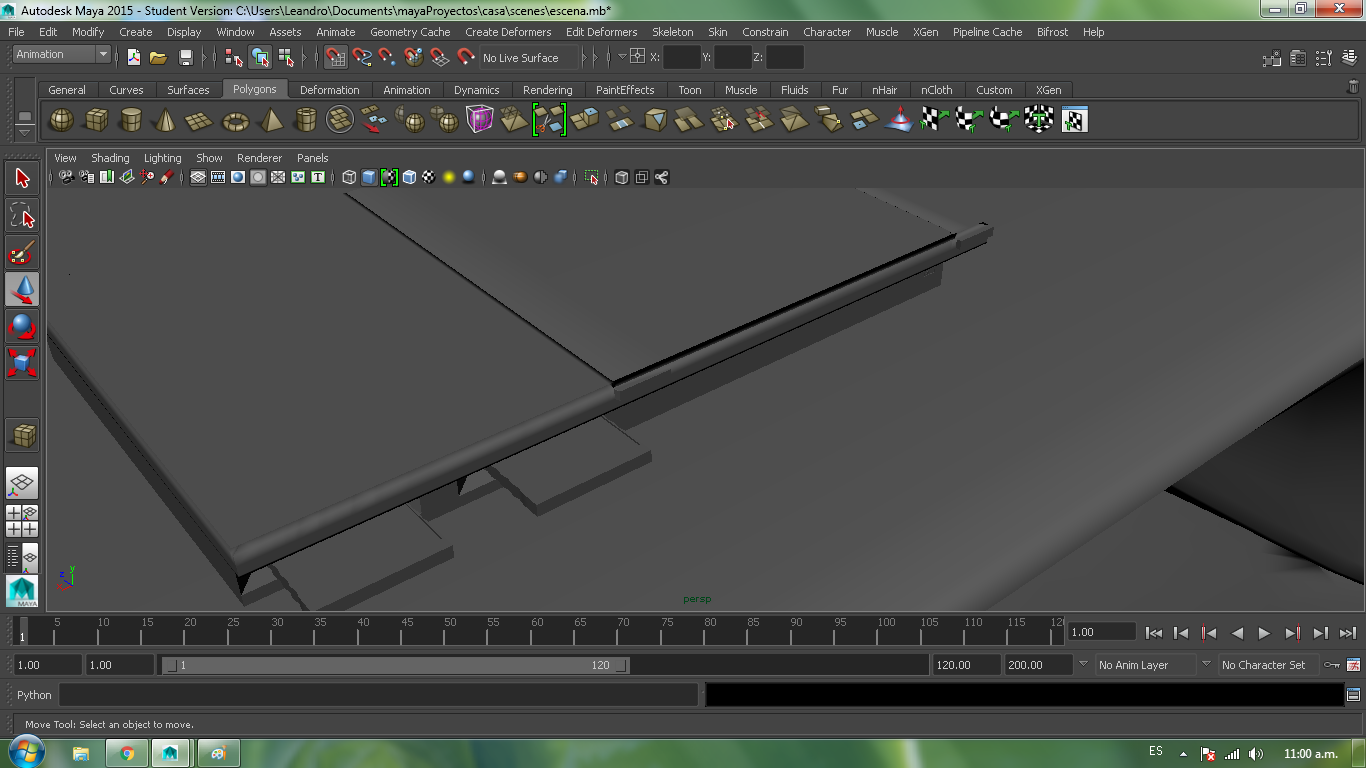 Autodesk Maya 2015 - Student Version: C:\Users\Leandro\Documents\mayaProyectos\casa\scenes\escena.mb*
File Edit Modify Create Display Window Assets Animate Geometry Cache Create Deformers Edit Deformers Skeleton Skin Constrain Character Muscle XGen Pipeline Cache Bifrost Help
Animation No Live Surface X: Y: Z:
General Curves Surfaces Polygons Deformation Animation Dynamics Rendering PaintEffects Toon Muscle Fluids Fur nHair nCloth Custom XGen
View Shading Lighting Show Renderer Panels
z y
persp
MAYA
5 10 15 20 25 30 35 40 45 50 55 60 65 70 75 80 85 90 95 100 105 110 115 120
1 1.00
1.00 1.00 1 120 120.00 200.00 No Anim Layer No Character Set
Python
Move Tool: Select an object to move.
ES 11:00 a.m.